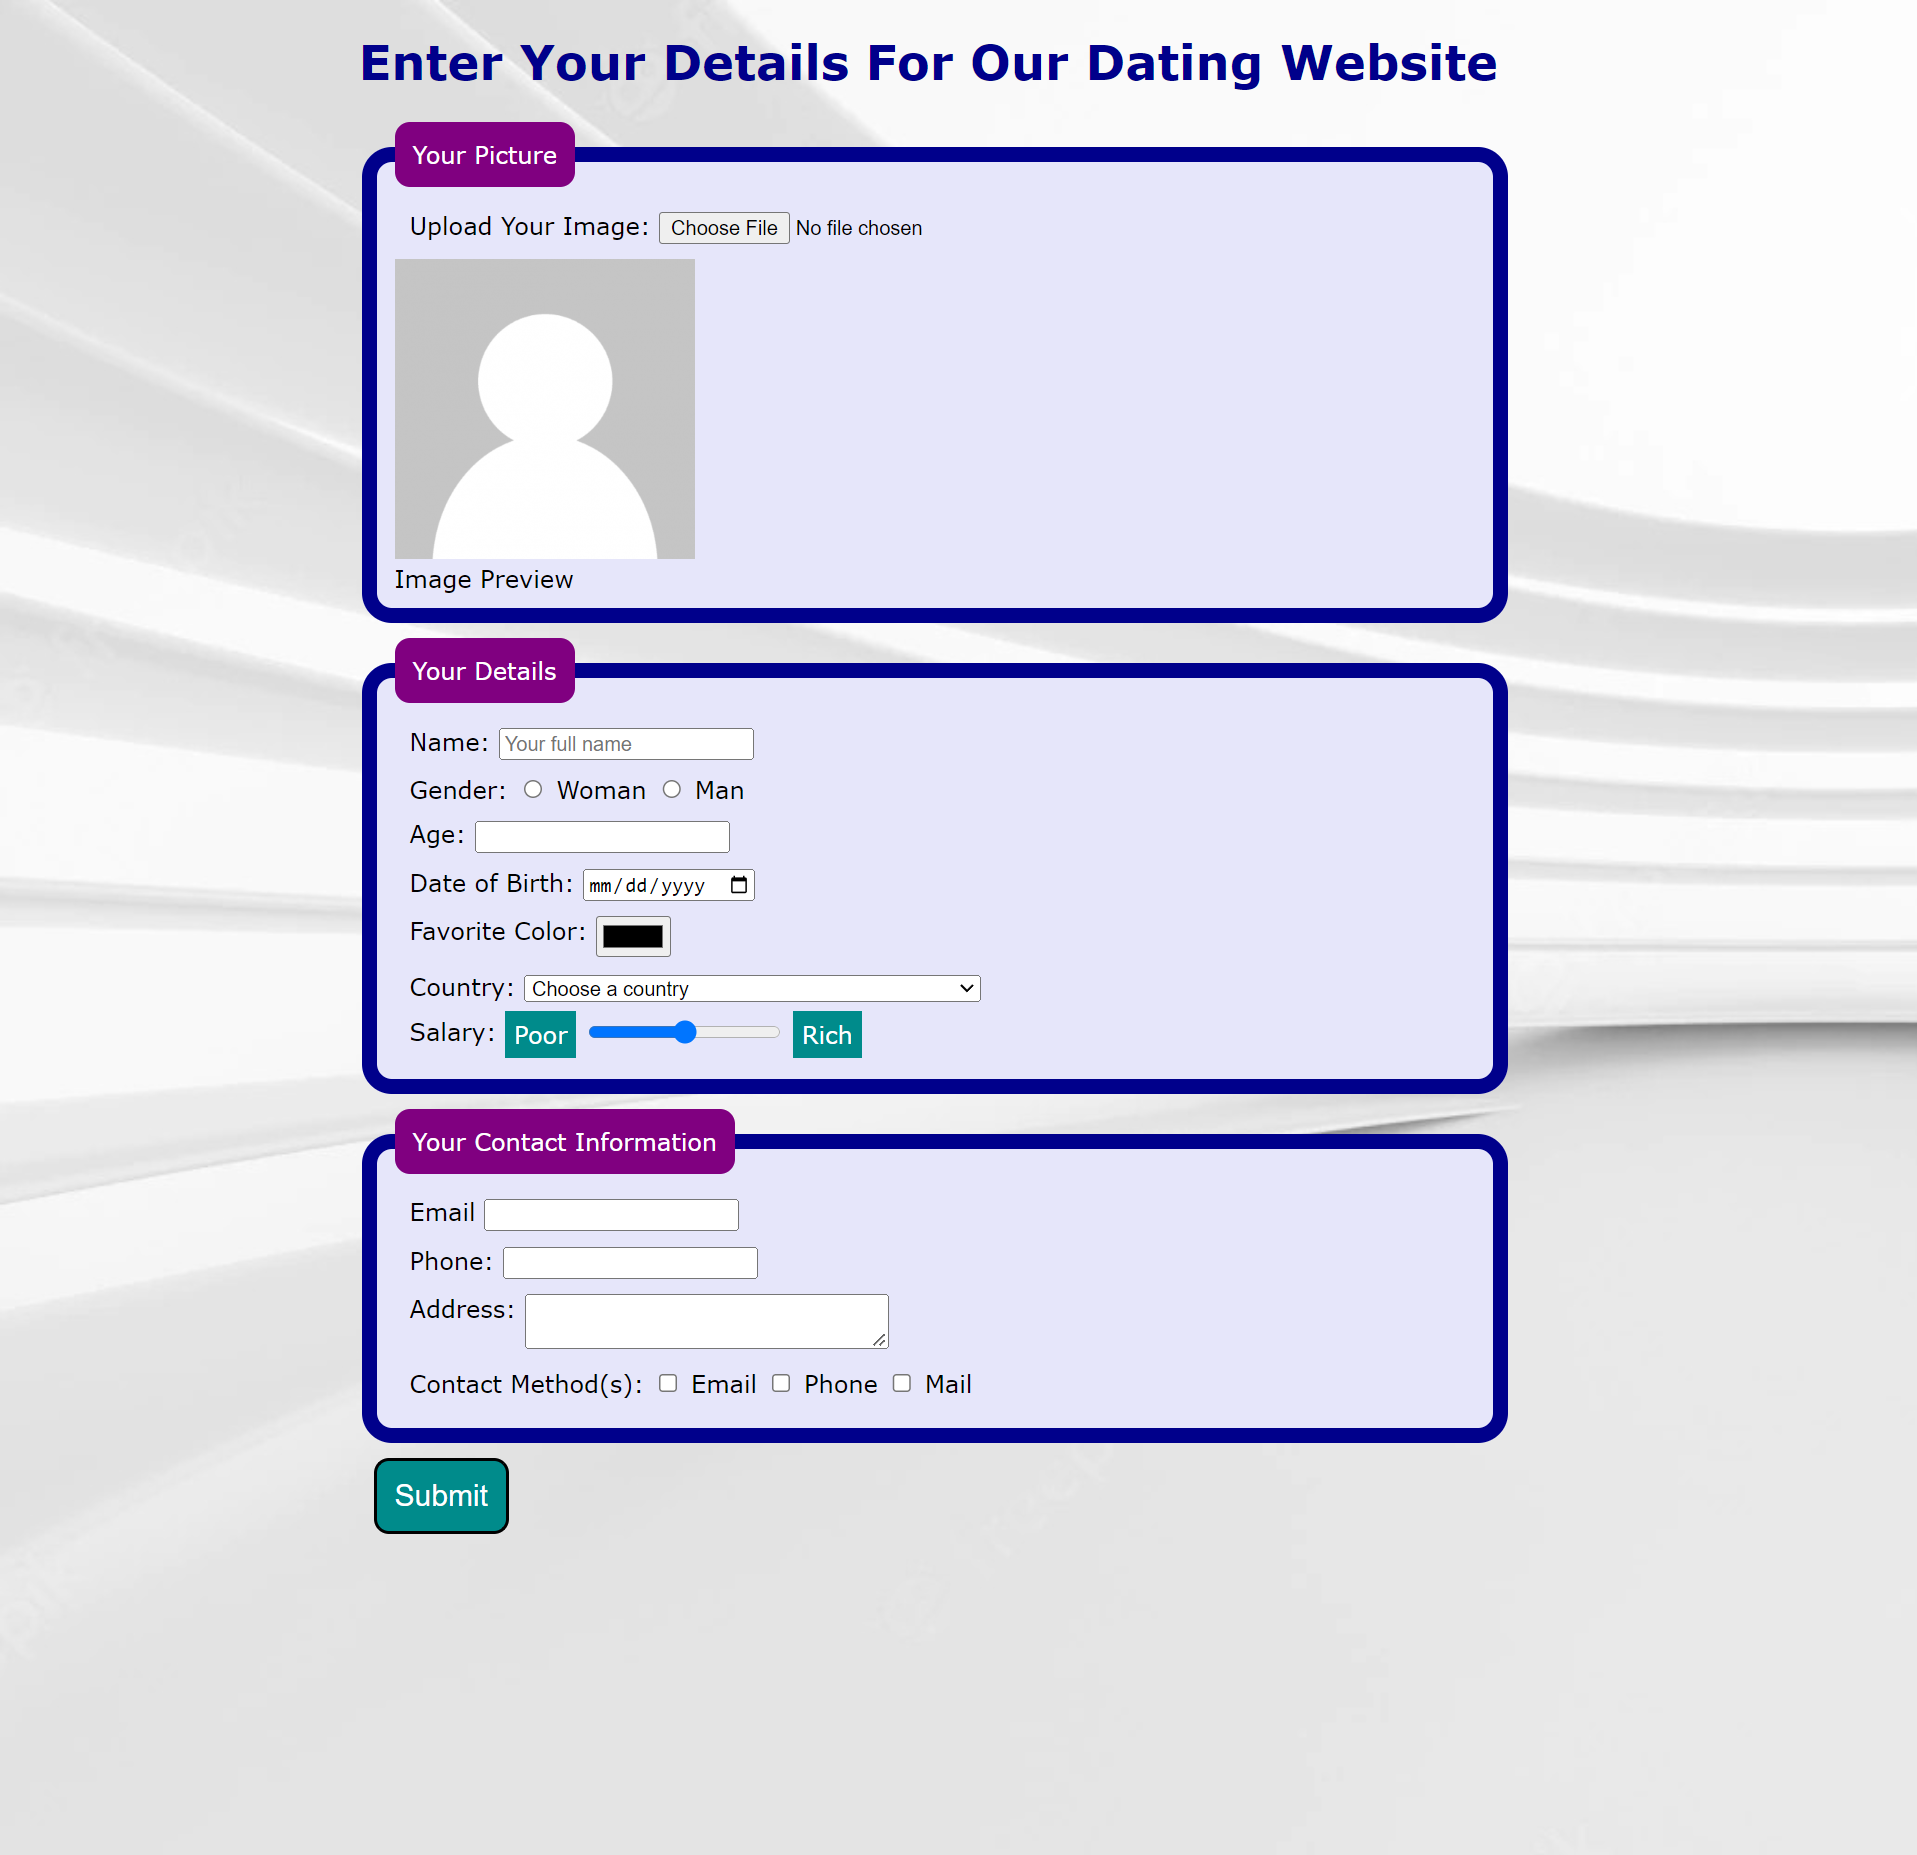 Enter Your Details For Our Dating Website
Your Picture
Upload Your Image: Choose File No file chosen
Image Preview
Your Details
Name: Your full name
Gender: Woman Man
Age:
Date of Birth: mm/dd/yyyy
Favorite Color:
Country: Choose a country
Salary: Poor Rich
Your Contact Information
Email
Phone:
Address:
Contact Method(s): Email Phone Mail
Submit